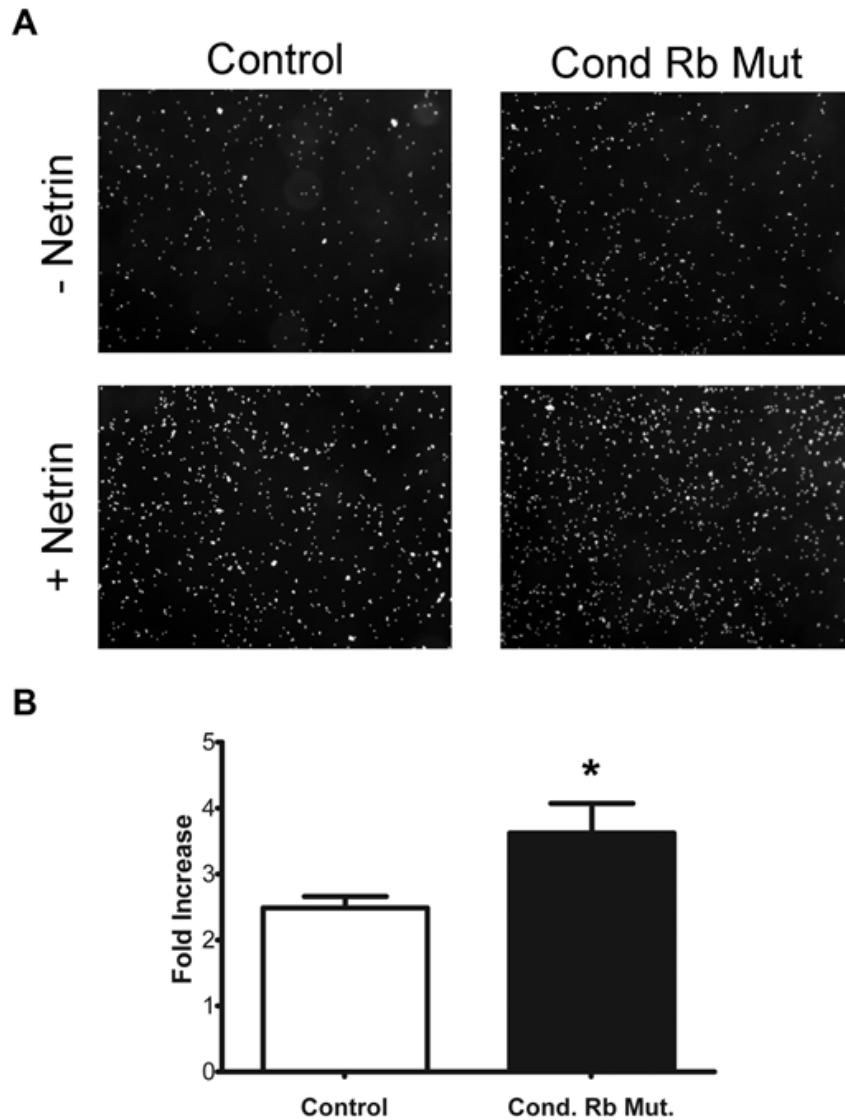 A
Control
Cond Rb Mut
- Netrin
+ Netrin
B
5
4
3
2
1
0
Fold Increase
*
Control
Cond. Rb Mut.